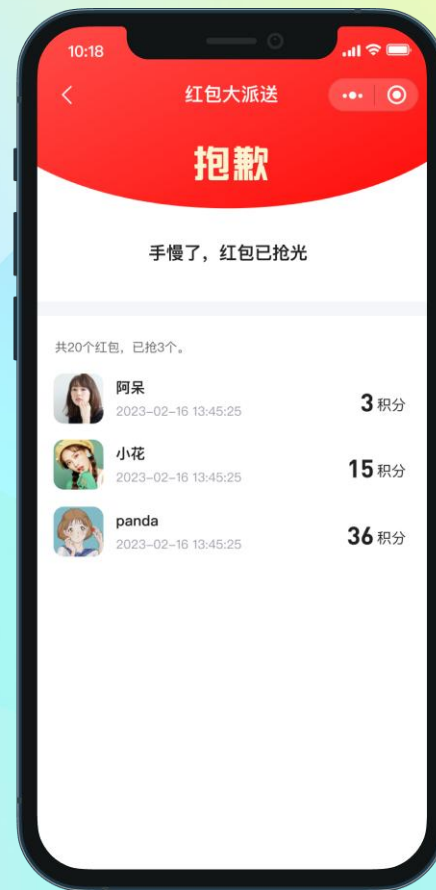 10:18
红包大派送
抱歉
手慢了，红包已抢光
共20个红包，已抢3个。
阿呆
2023-02-16 13:45:25
3 积分
小花
2023-02-16 13:45:25
15 积分
panda
2023-02-16 13:45:25
36 积分